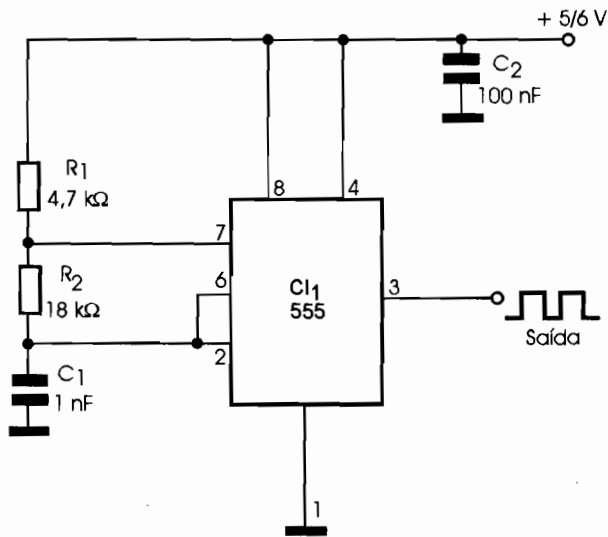 + 5/6 V
C2
100 nF
R1
4,7 kΩ
8
4
7
R2
18 kΩ
6
CI1
555
3
2
Saída
C1
1 nF
1